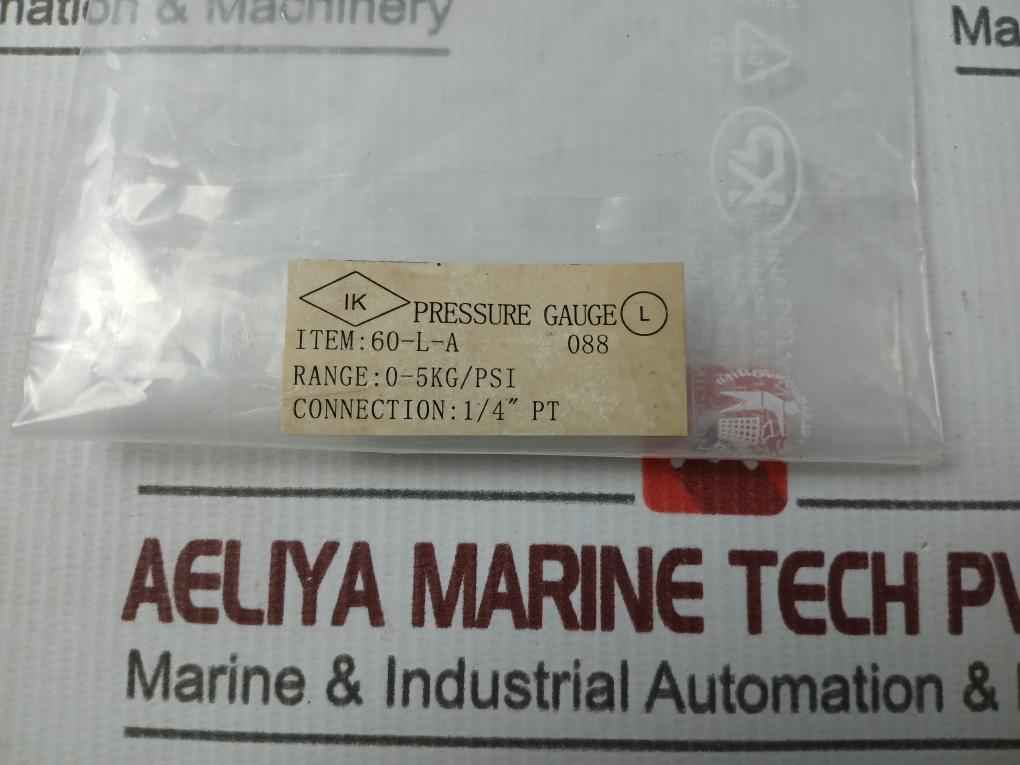 nation & Machinery
Ma
IK PRESSURE GAUGE L
ITEM:60-L-A 088
RANGE:0-5KG/PSI
CONNECTION:1/4″ PT
AELIYA MARINE TECH PV
Marine & Industrial Automation &